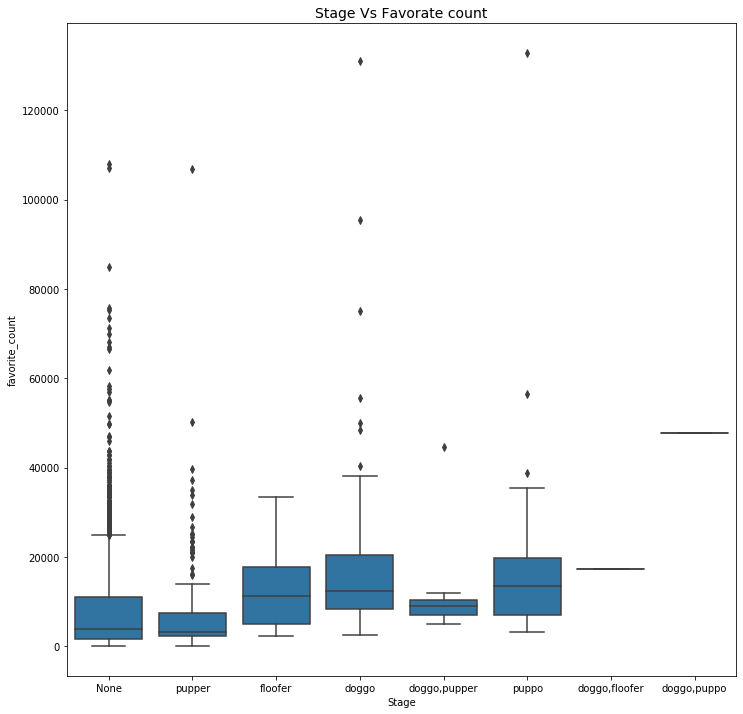 Stage Vs Favorate count
120000
100000
80000
60000
40000
20000
0
favorite_count
None pupper floofer doggo doggo,pupper puppo doggo,floofer doggo,puppo
Stage